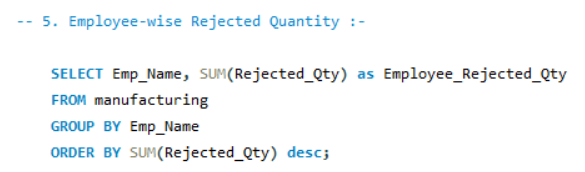 -- 5. Employee-wise Rejected Quantity :-
SELECT Emp_Name, SUM(Rejected_Qty) as Employee_Rejected_Qty
FROM manufacturing
GROUP BY Emp_Name
ORDER BY SUM(Rejected_Qty) desc;